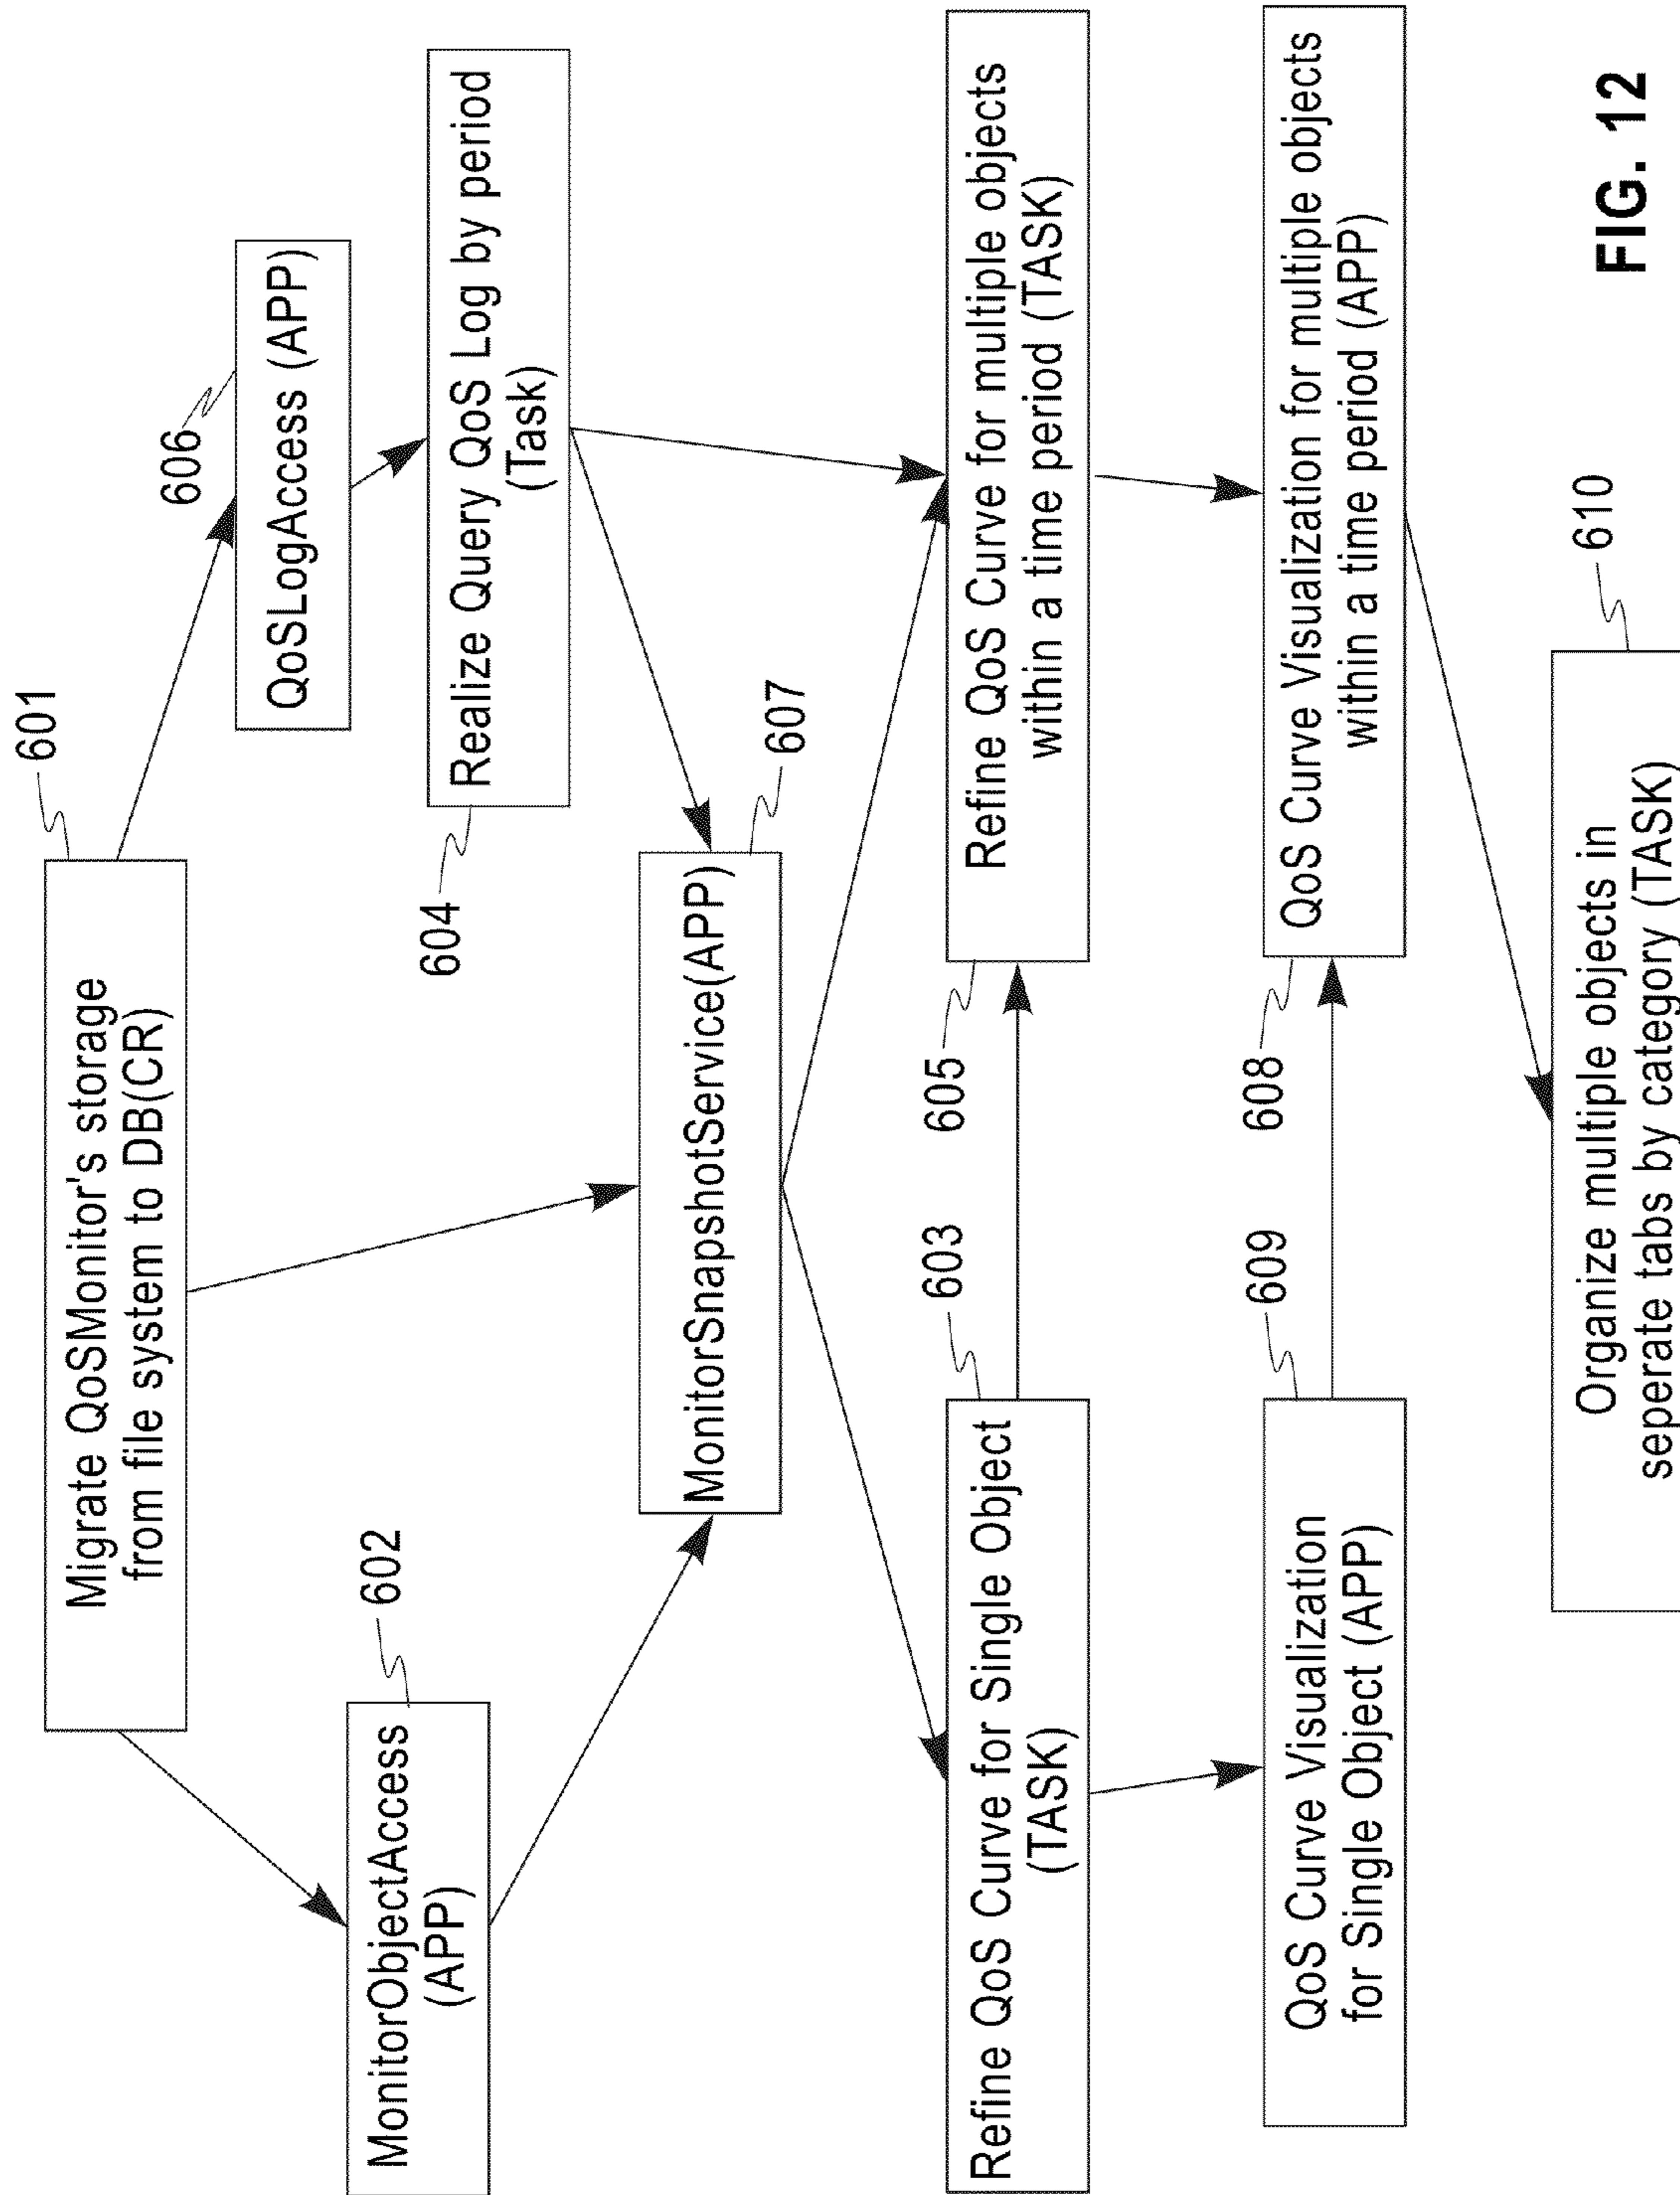 601
Migrate QoSMonitor's storage
from file system to DB(CR)
606
QoSLogAccess (APP)
602
MonitorObjectAccess
(APP)
604
Realize Query QoS Log by period
(Task)
607
MonitorSnapshotService(APP)
603
Refine QoS Curve for Single Object
(TASK)
605
Refine QoS Curve for multiple objects
within a time period (TASK)
609
QoS Curve Visualization
for Single Object (APP)
608
QoS Curve Visualization for multiple objects
within a time period (APP)
610
Organize multiple objects in
seperate tabs by category (TASK)
FIG. 12